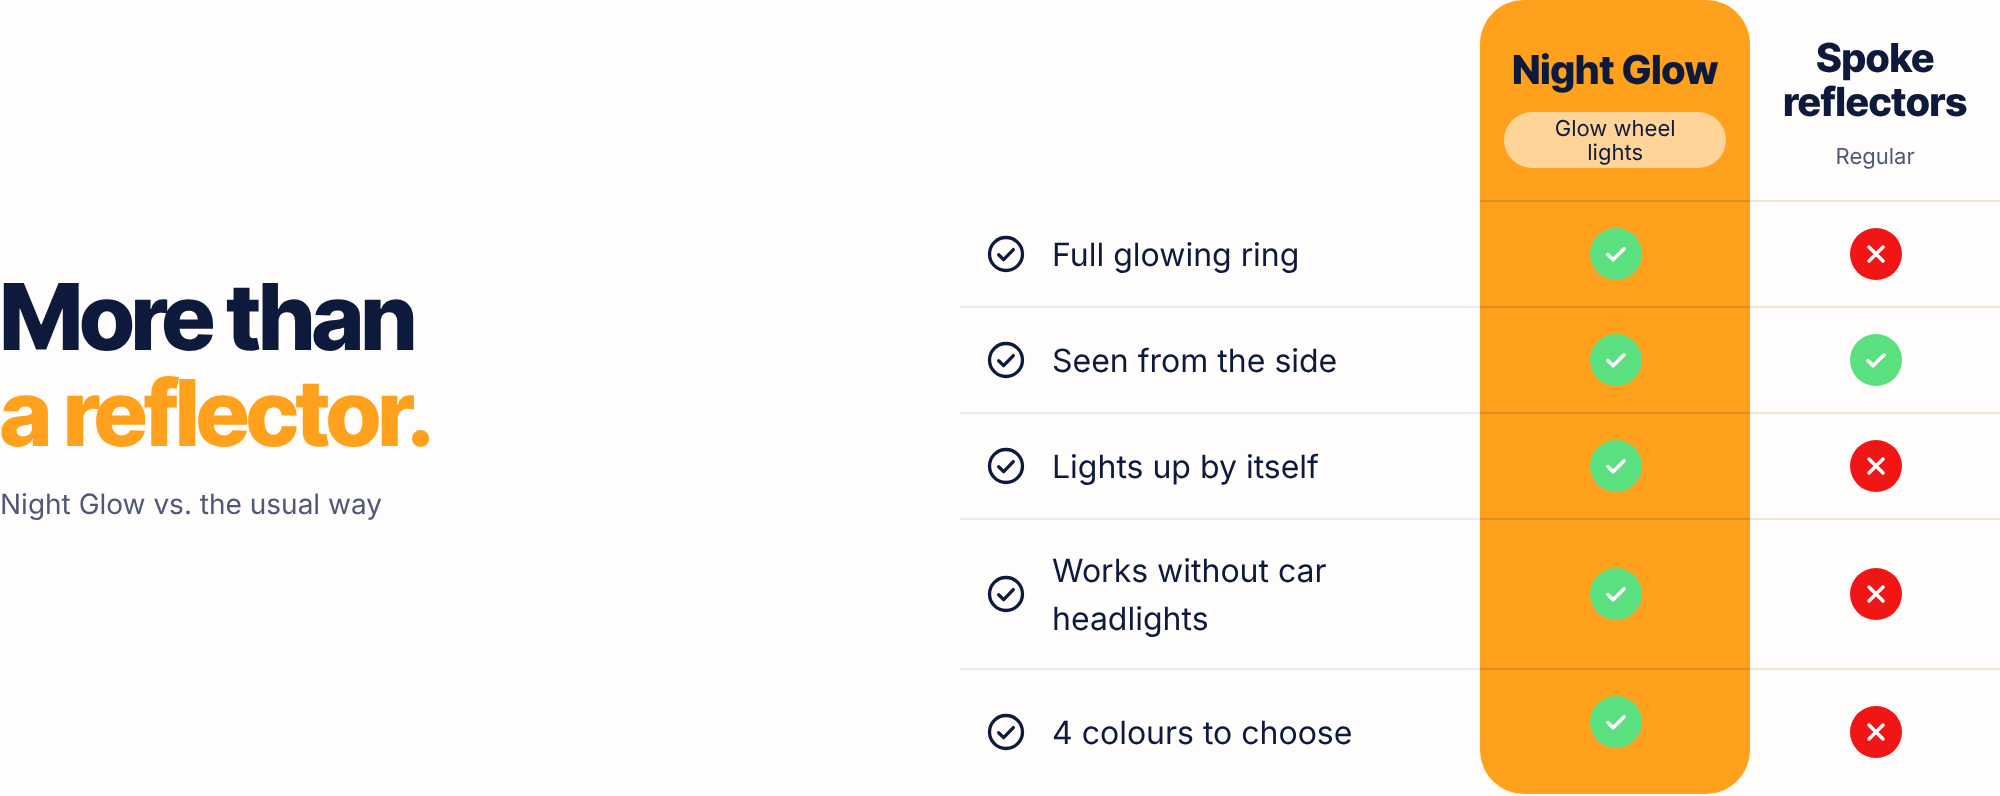 More than
a reflector.
Night Glow vs. the usual way
Night Glow
Glow wheel
lights
Spoke
reflectors
Regular
Full glowing ring
Seen from the side
Lights up by itself
Works without car
headlights
4 colours to choose